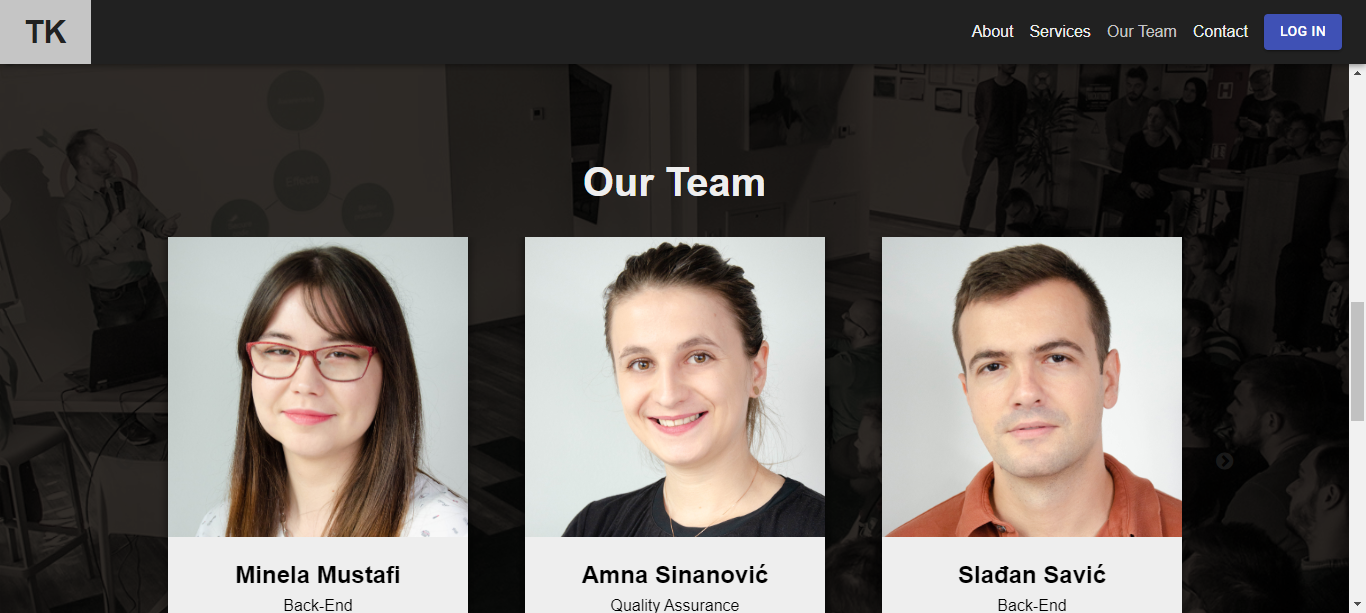 TK
About Services Our Team Contact LOG IN
Our Team
Minela Mustafi
Back-End
Amna Sinanović
Quality Assurance
Slađan Savić
Back-End